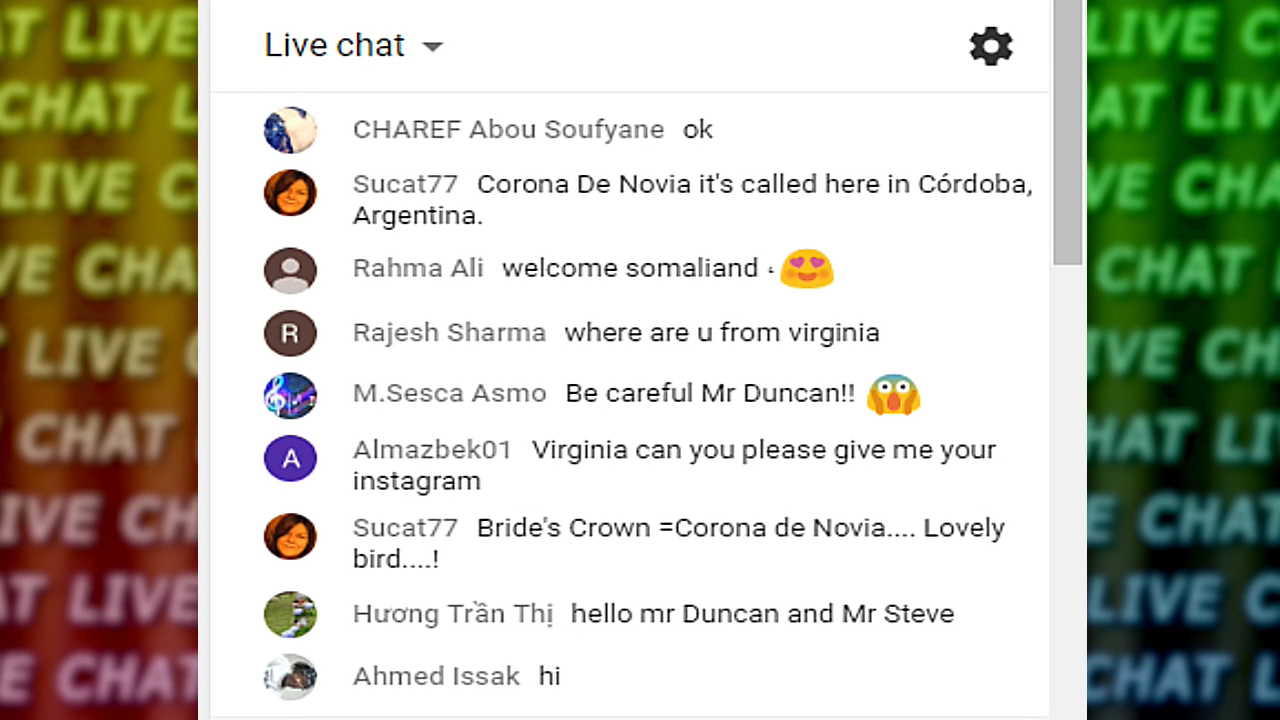 Live chat
CHAREF Abou Soufyane ok
Sucat77 Corona De Novia it's called here in Córdoba,
Argentina.
Rahma Ali welcome somaliand
Rajesh Sharma where are u from virginia
R
M.Sesca Asmo Be careful Mr Duncan!!
Almazbek01 Virginia can you please give me your
A
instagram
Sucat77 Bride's Crown =Corona de Novia.... Lovely
bird....!
Hương Trần Thị hello mr Duncan and Mr Steve
Ahmed Issak hi
LIVE CHAT